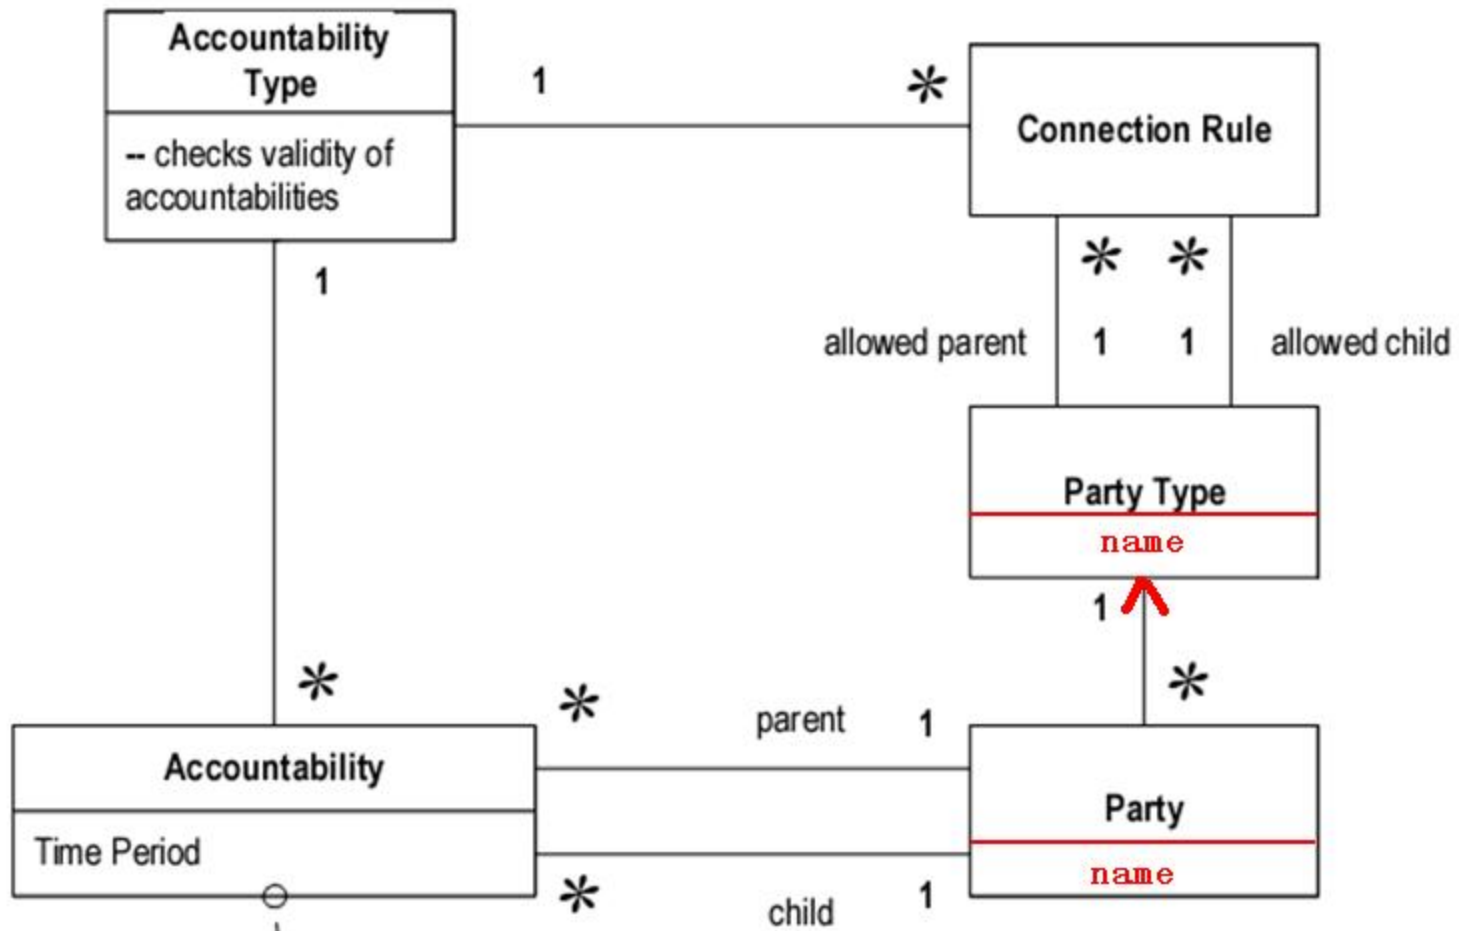 Accountability
Type
-- checks validity of
accountabilities
1
*
Connection Rule
1
*
*
allowed parent
1
1
allowed child
Party Type
name
1
*
*
*
parent
1
Accountability
Time Period
Party
name
*
child
1